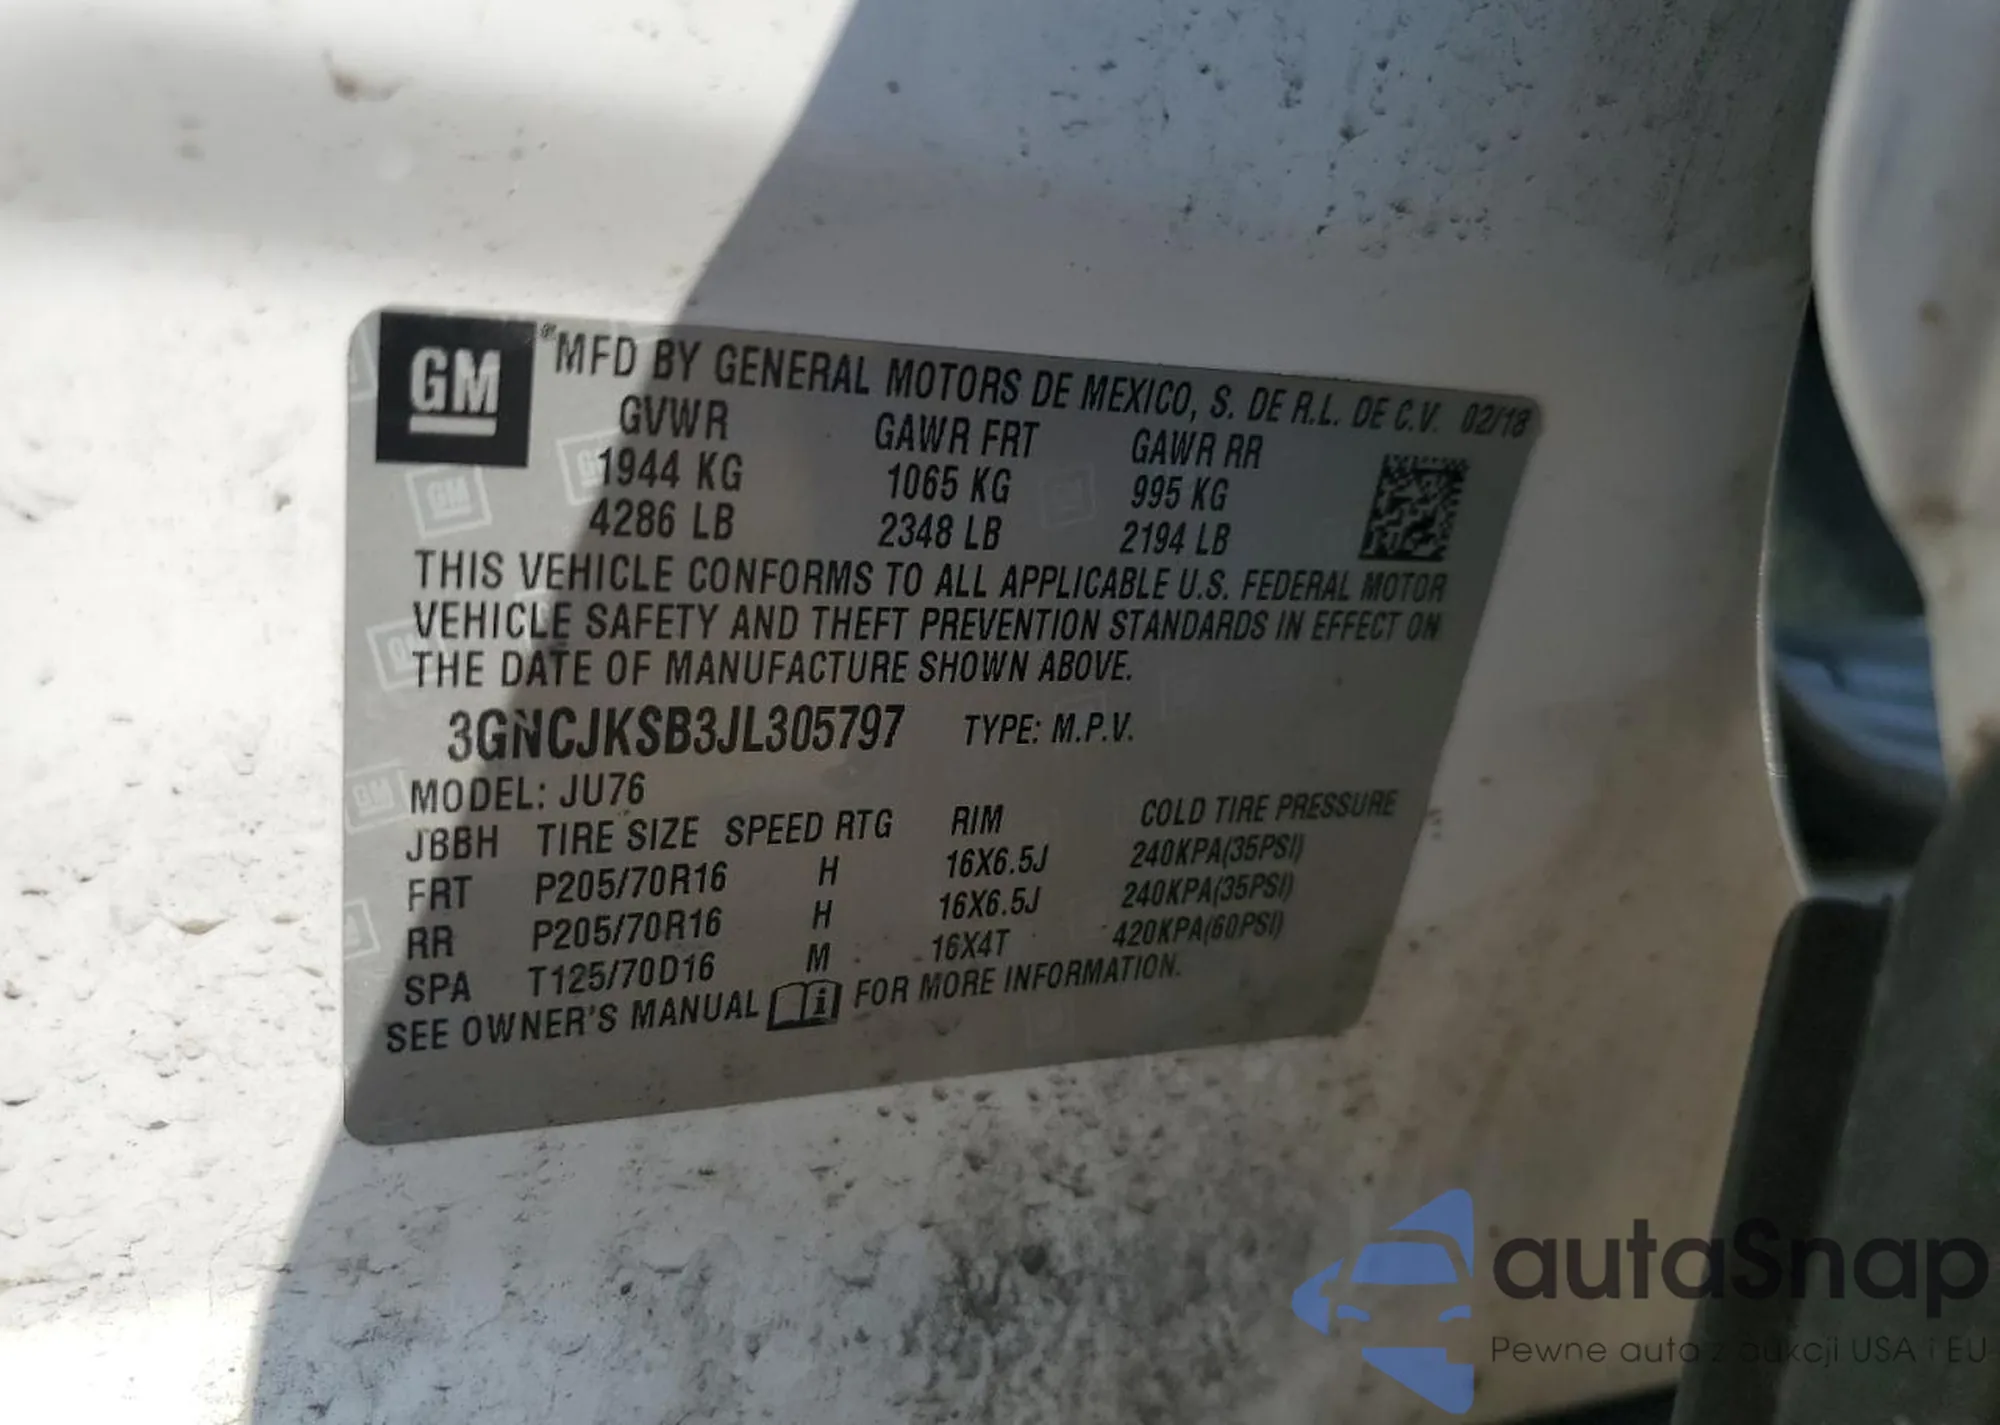 GM ® MFD BY GENERAL MOTORS DE MEXICO, S. DE R.L. DE C.V. 02/18
GVWR GAWR FRT GAWR RR
1944 KG 1065 KG 995 KG
4286 LB 2348 LB 2194 LB
THIS VEHICLE CONFORMS TO ALL APPLICABLE U.S. FEDERAL MOTOR
VEHICLE SAFETY AND THEFT PREVENTION STANDARDS IN EFFECT ON
THE DATE OF MANUFACTURE SHOWN ABOVE.
3GNCJKSB3JL305797 TYPE: M.P.V.
MODEL: JU76
JBBH TIRE SIZE SPEED RTG RIM COLD TIRE PRESSURE
FRT P205/70R16 H 16X6.5J 240KPA(35PSI)
RR P205/70R16 H 16X6.5J 240KPA(35PSI)
SPA T125/70D16 M 16X4T 420KPA(60PSI)
SEE OWNER'S MANUAL FOR MORE INFORMATION.
autaSnap
Pewne auta z aukcji USA i EU